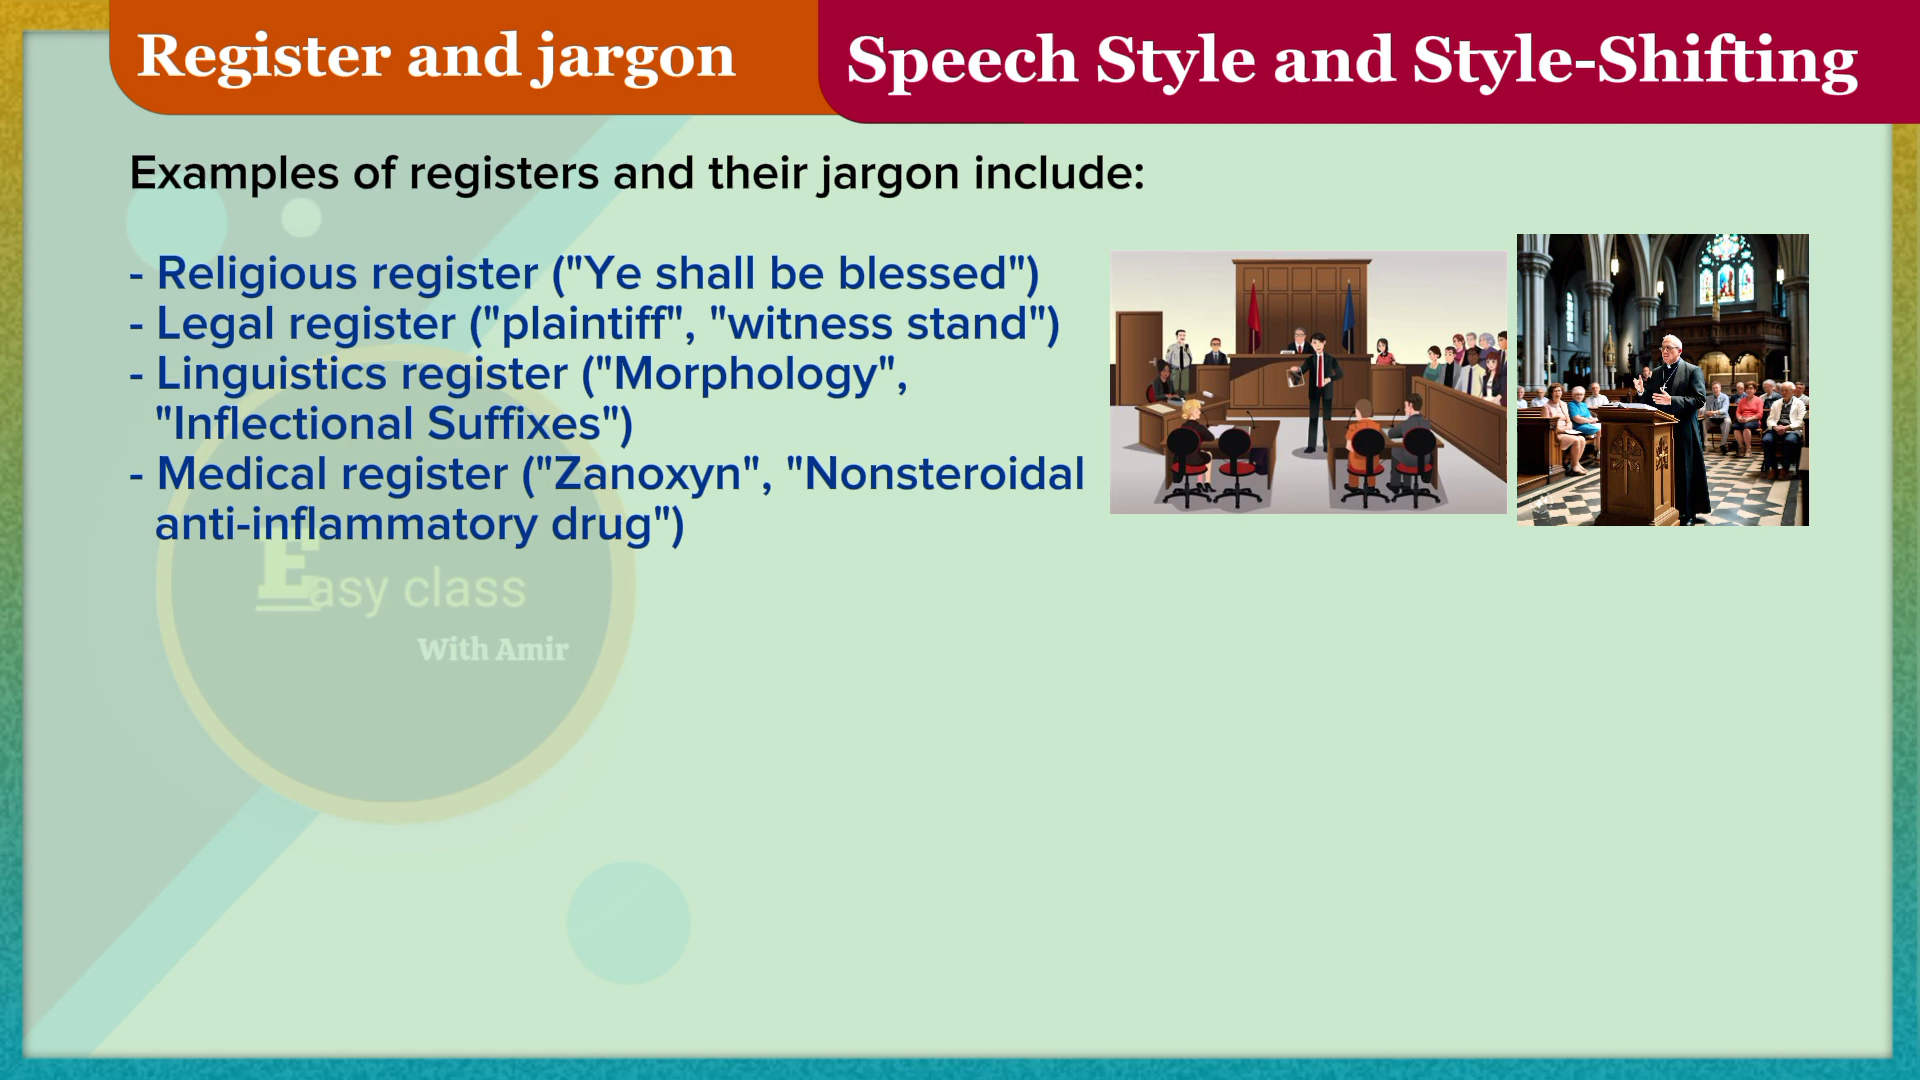 Register and jargon
Speech Style and Style-Shifting
Examples of registers and their jargon include:
- Religious register ("Ye shall be blessed")
- Legal register ("plaintiff", "witness stand")
- Linguistics register ("Morphology",
"Inflectional Suffixes")
- Medical register ("Zanoxyn", "Nonsteroidal
anti-inflammatory drug")
Easy class
With Amir